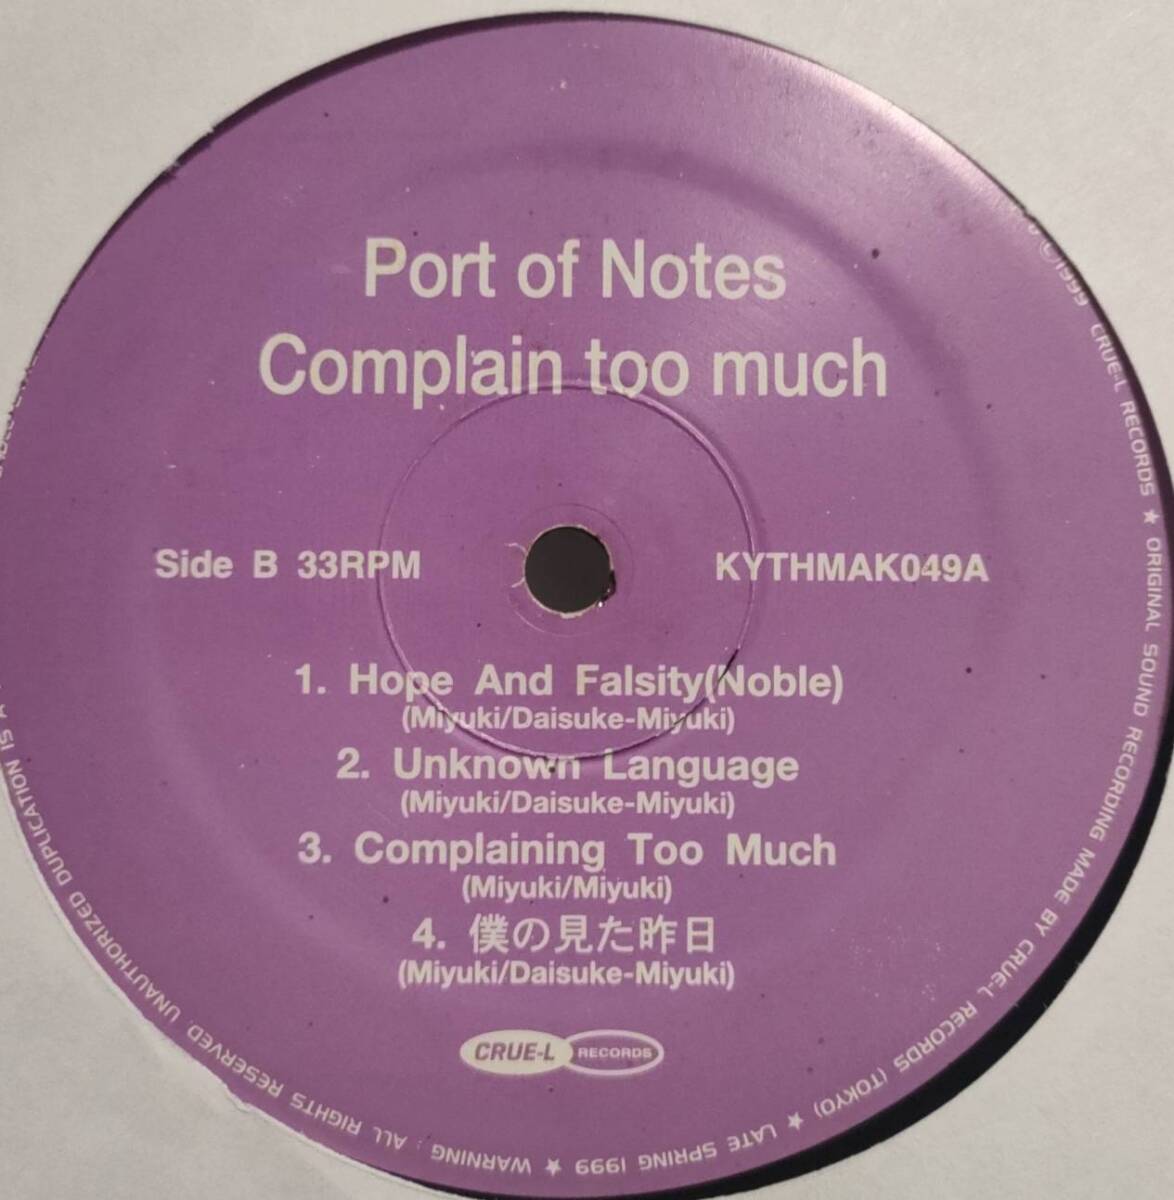 Port of Notes
Complain too much
Side B 33RPM
KYTHMAK049A
1. Hope And Falsity(Noble)
(Miyuki/Daisuke-Miyuki)
2. Unknown Language
(Miyuki/Daisuke-Miyuki)
3. Complaining Too Much
(Miyuki/Miyuki)
4. 僕の見た昨日
(Miyuki/Daisuke-Miyuki)
CRUE-L RECORDS
©1999 CRUE-L RECORDS ★ ORIGINAL SOUND RECORDING MADE BY CRUE-L RECORDS (TOKYO) ★ LATE SPRING 1999 ★ WARNING : ALL RIGHTS RESERVED. UNAUTHORIZED DUPLICATION IS A